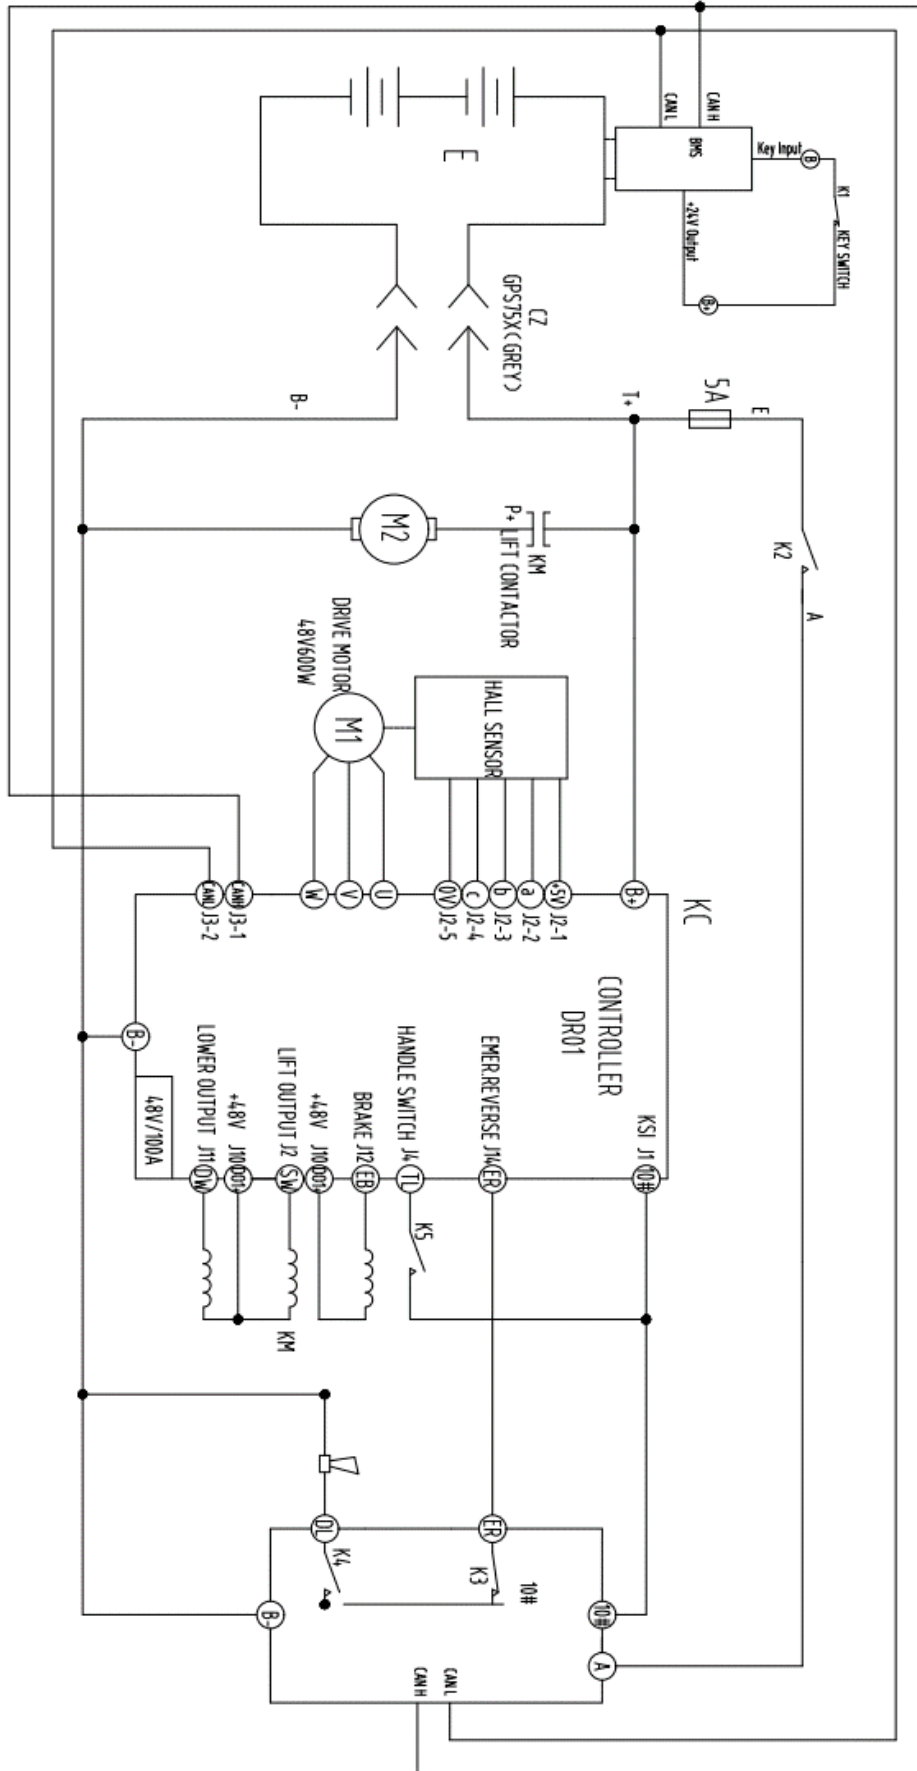 CAN L
CAN H
BMS
Key Input
B
K1
KEY SWITCH
+24V Output
B+
E
CZ
GPS75X(GREY)
B-
T+
5A
E
K2
A
M2
P+
KM
LIFT CONTACTOR
DRIVE MOTOR
48V600W
M1
HALL SENSOR
CANL J3-2
CANH J3-1
W
V
U
0V J2-5
c J2-4
b J2-3
a J2-2
+5V J2-1
B+
KC
CONTROLLER
DR01
B-
48V/100A
LOWER OUTPUT J11 DW
+48V J10 D01+
LIFT OUTPUT J2 SW
+48V J10 D01+
BRAKE J12 EB
HANDLE SWITCH J4 TL
EMER.REVERSE J14 ER
KSI J1 10#
K5
KM
DL
K4
ER
K3
10#
10#
B-
A
CAN H
CAN L